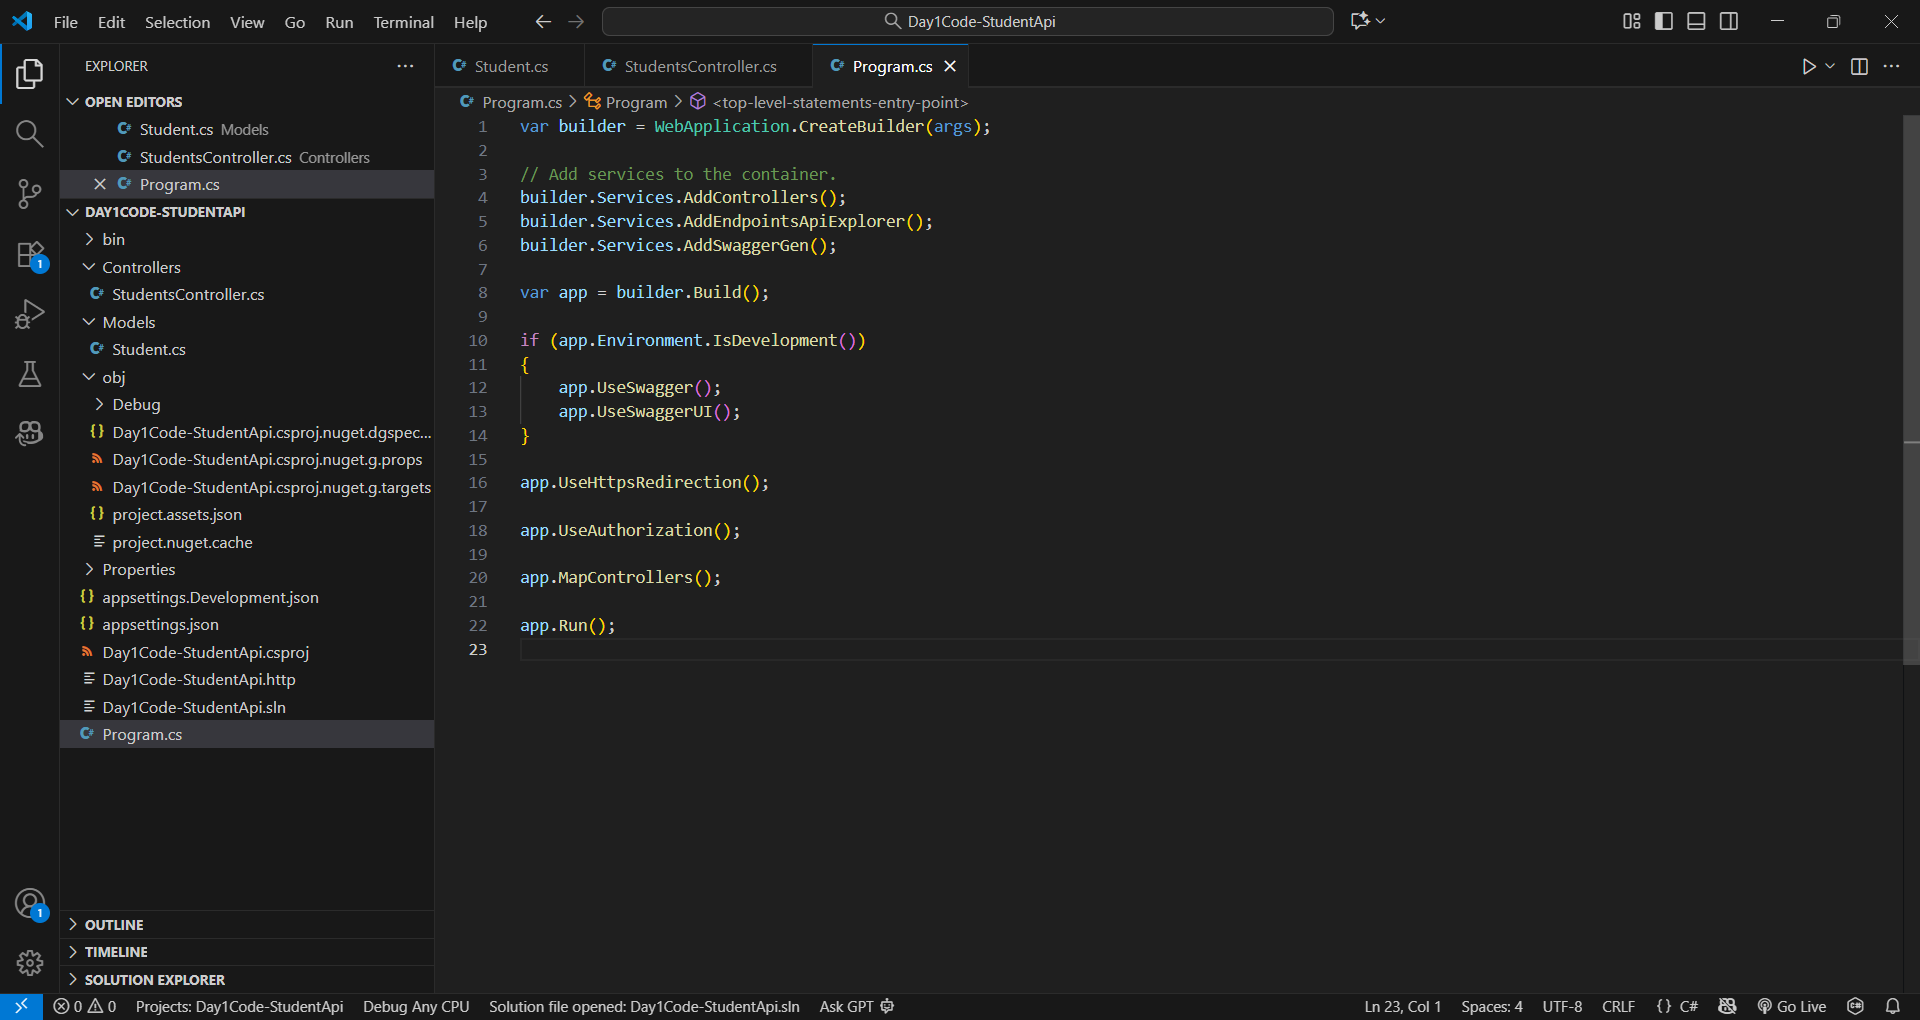 File Edit Selection View Go Run Terminal Help
Day1Code-StudentApi
EXPLORER
OPEN EDITORS
C# Student.cs Models
C# StudentsController.cs Controllers
C# Program.cs
DAY1CODE-STUDENTAPI
bin
Controllers
C# StudentsController.cs
Models
C# Student.cs
obj
Debug
{} Day1Code-StudentApi.csproj.nuget.dgspec...
Day1Code-StudentApi.csproj.nuget.g.props
Day1Code-StudentApi.csproj.nuget.g.targets
{} project.assets.json
project.nuget.cache
Properties
{} appsettings.Development.json
{} appsettings.json
Day1Code-StudentApi.csproj
Day1Code-StudentApi.http
Day1Code-StudentApi.sln
C# Program.cs
OUTLINE
TIMELINE
SOLUTION EXPLORER
1
1
C# Student.cs C# StudentsController.cs C# Program.cs
C# Program.cs > Program > <top-level-statements-entry-point>
1 var builder = WebApplication.CreateBuilder(args);
2
3 // Add services to the container.
4 builder.Services.AddControllers();
5 builder.Services.AddEndpointsApiExplorer();
6 builder.Services.AddSwaggerGen();
7
8 var app = builder.Build();
9
10 if (app.Environment.IsDevelopment())
11 {
12 app.UseSwagger();
13 app.UseSwaggerUI();
14 }
15
16 app.UseHttpsRedirection();
17
18 app.UseAuthorization();
19
20 app.MapControllers();
21
22 app.Run();
23
0 0 Projects: Day1Code-StudentApi Debug Any CPU Solution file opened: Day1Code-StudentApi.sln Ask GPT Ln 23, Col 1 Spaces: 4 UTF-8 CRLF {} C# Go Live